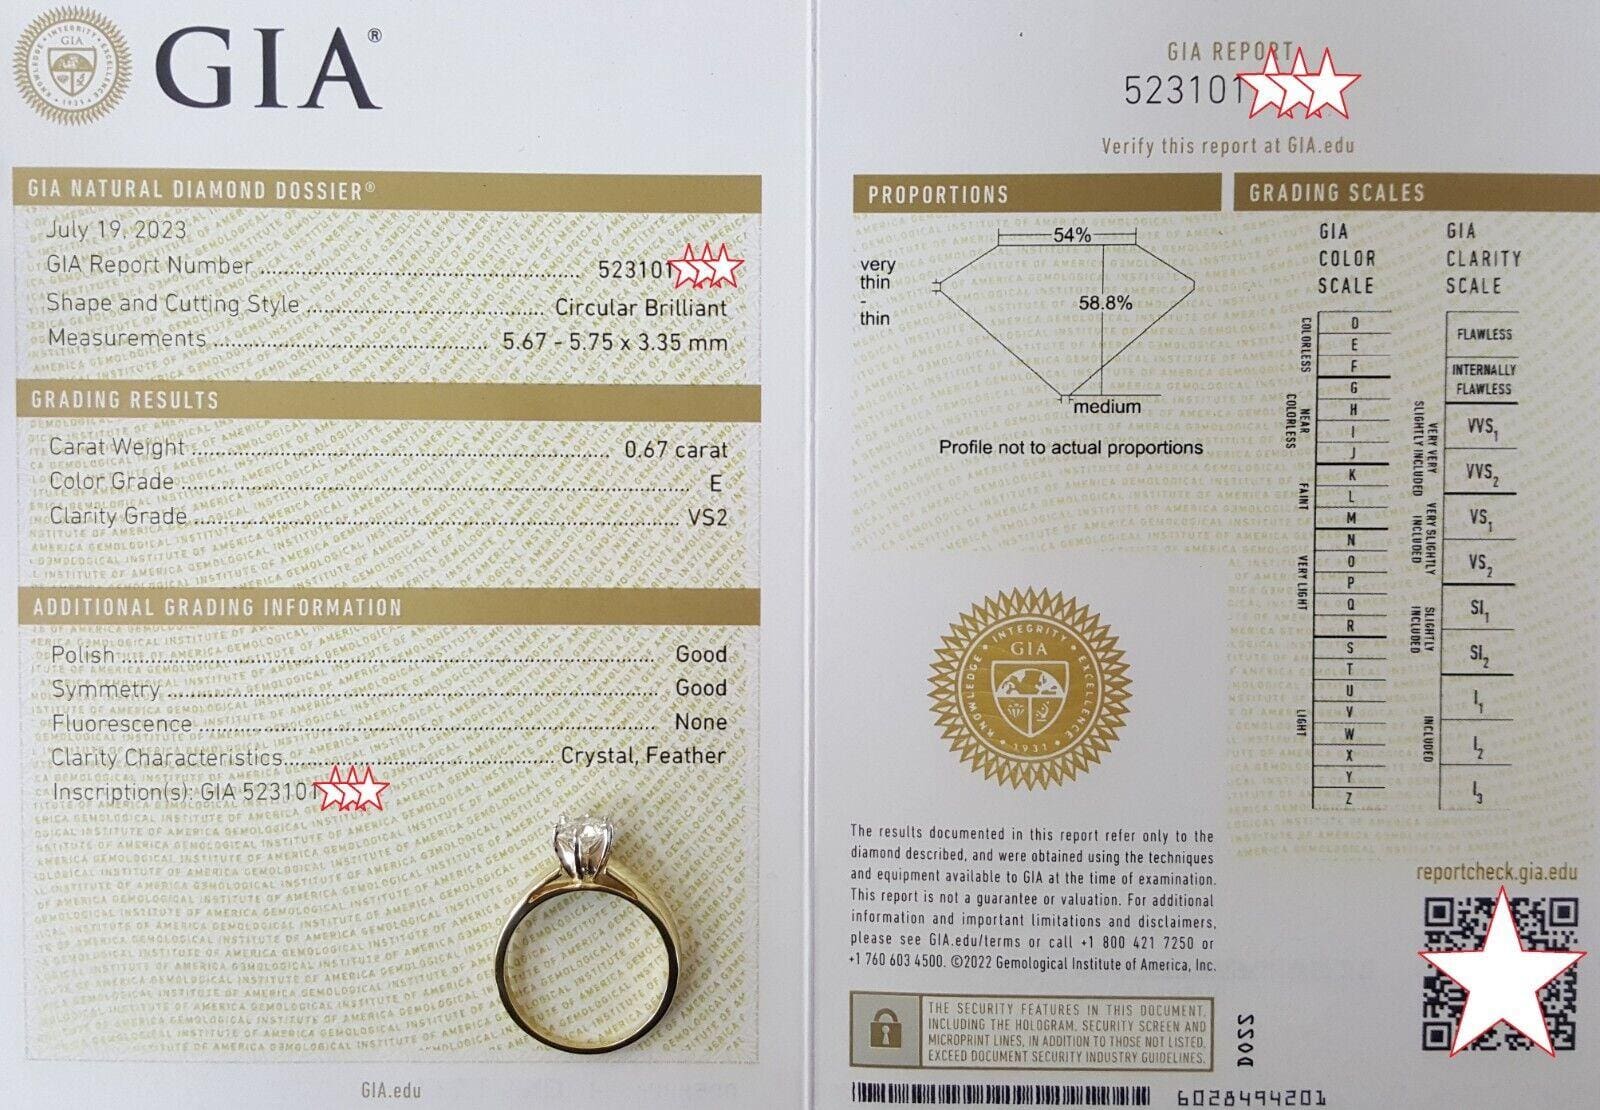 GIA®
GIA NATURAL DIAMOND DOSSIER®
July 19, 2023
GIA Report Number 523101
Shape and Cutting Style Circular Brilliant
Measurements 5.67 - 5.75 x 3.35 mm
GRADING RESULTS
Carat Weight 0.67 carat
Color Grade E
Clarity Grade VS2
ADDITIONAL GRADING INFORMATION
Polish Good
Symmetry Good
Fluorescence None
Clarity Characteristics Crystal, Feather
Inscription(s): GIA 523101
GIA.edu
GIA REPORT
523101
Verify this report at GIA.edu
PROPORTIONS
54%
very
thin
-
thin
58.8%
medium
Profile not to actual proportions
GIA
INTEGRITY
EXCELLENCE
KNOWLEDGE
1931
The results documented in this report refer only to the
diamond described, and were obtained using the techniques
and equipment available to GIA at the time of examination.
This report is not a guarantee or valuation. For additional
information and important limitations and disclaimers,
please see GIA.edu/terms or call +1 800 421 7250 or
+1 760 603 4500. ©2022 Gemological Institute of America, Inc.
THE SECURITY FEATURES IN THIS DOCUMENT,
INCLUDING THE HOLOGRAM, SECURITY SCREEN AND
MICROPRINT LINES, IN ADDITION TO THOSE NOT LISTED,
EXCEED DOCUMENT SECURITY INDUSTRY GUIDELINES.
DO22
6028494201
GRADING SCALES
GIA
COLOR
SCALE
COLORLESS
D
E
F
NEAR
COLORLESS
G
H
I
J
FAINT
K
L
M
VERY LIGHT
N
O
P
Q
R
LIGHT
S
T
U
V
W
X
Y
Z
GIA
CLARITY
SCALE
FLAWLESS
INTERNALLY
FLAWLESS
VERY VERY
SLIGHTLY INCLUDED
VVS1
VVS2
VERY SLIGHTLY
INCLUDED
VS1
VS2
SLIGHTLY
INCLUDED
SI1
SI2
INCLUDED
I1
I2
I3
reportcheck.gia.edu